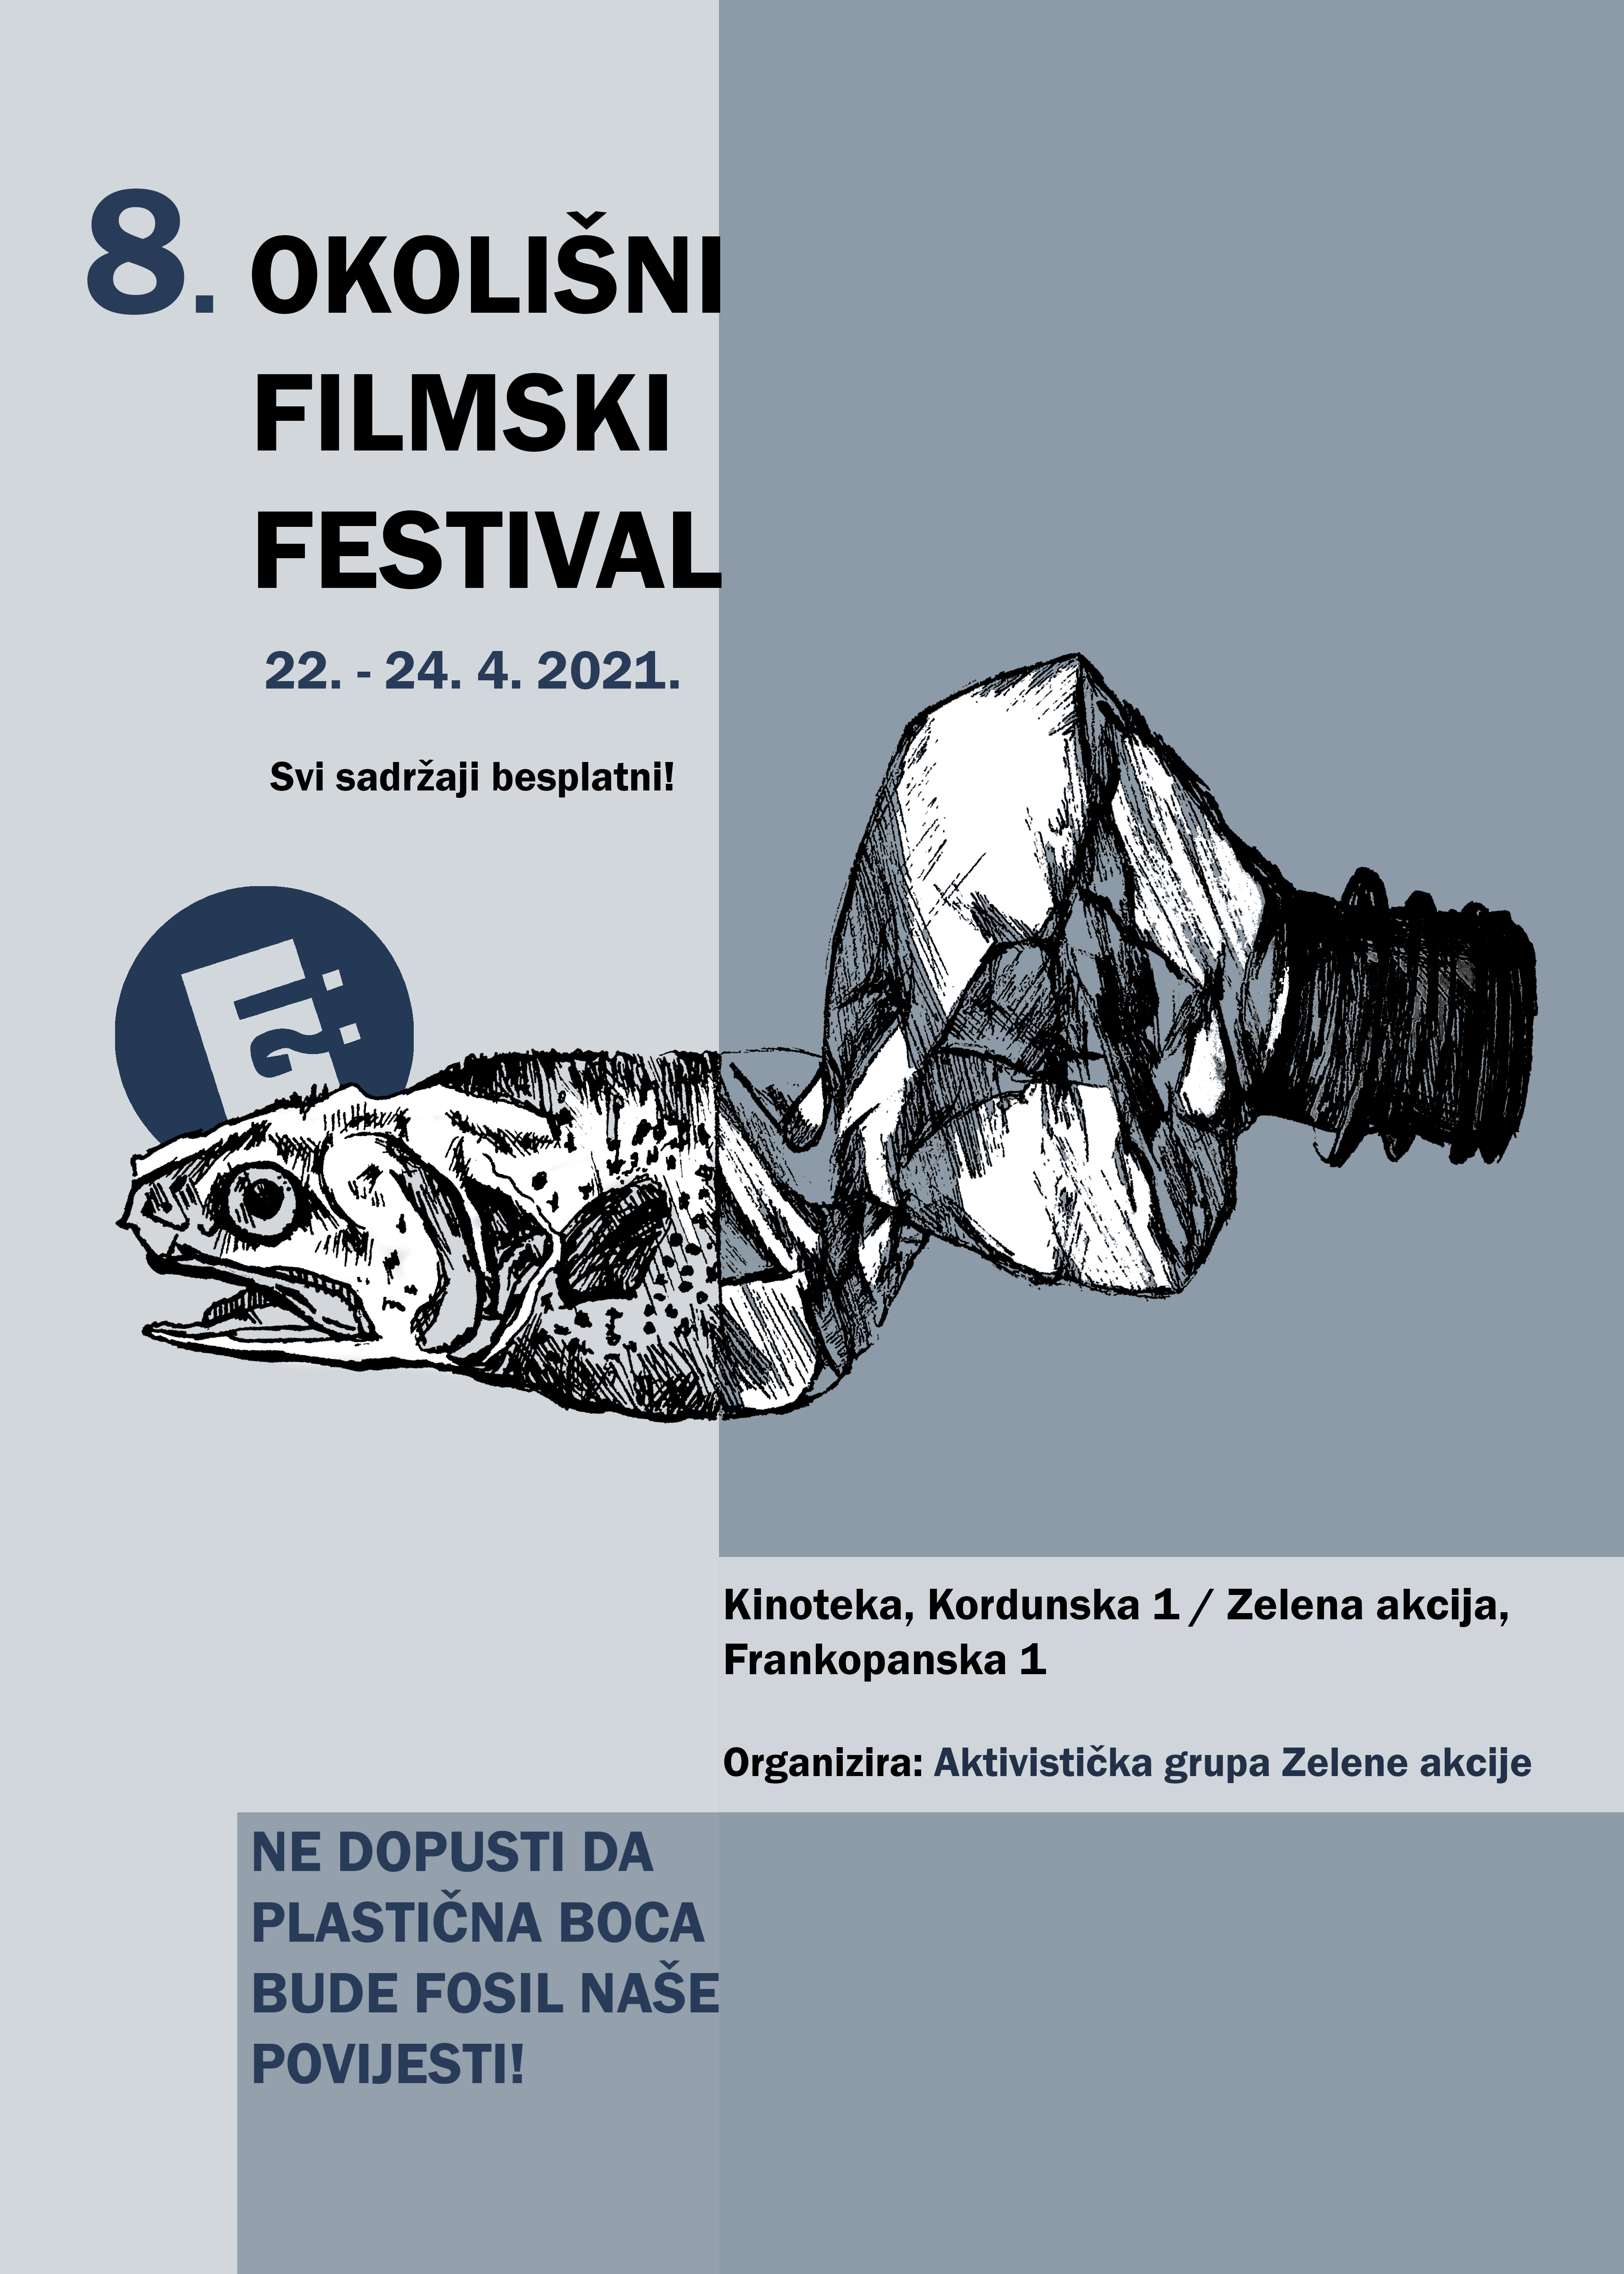 8. OKOLIŠNI
FILMSKI
FESTIVAL
22. - 24. 4. 2021.
Svi sadržaji besplatni!
Kinoteka, Kordunska 1 / Zelena akcija,
Frankopanska 1
Organizira: Aktivistička grupa Zelene akcije
NE DOPUSTI DA
PLASTIČNA BOCA
BUDE FOSIL NAŠE
POVIJESTI!